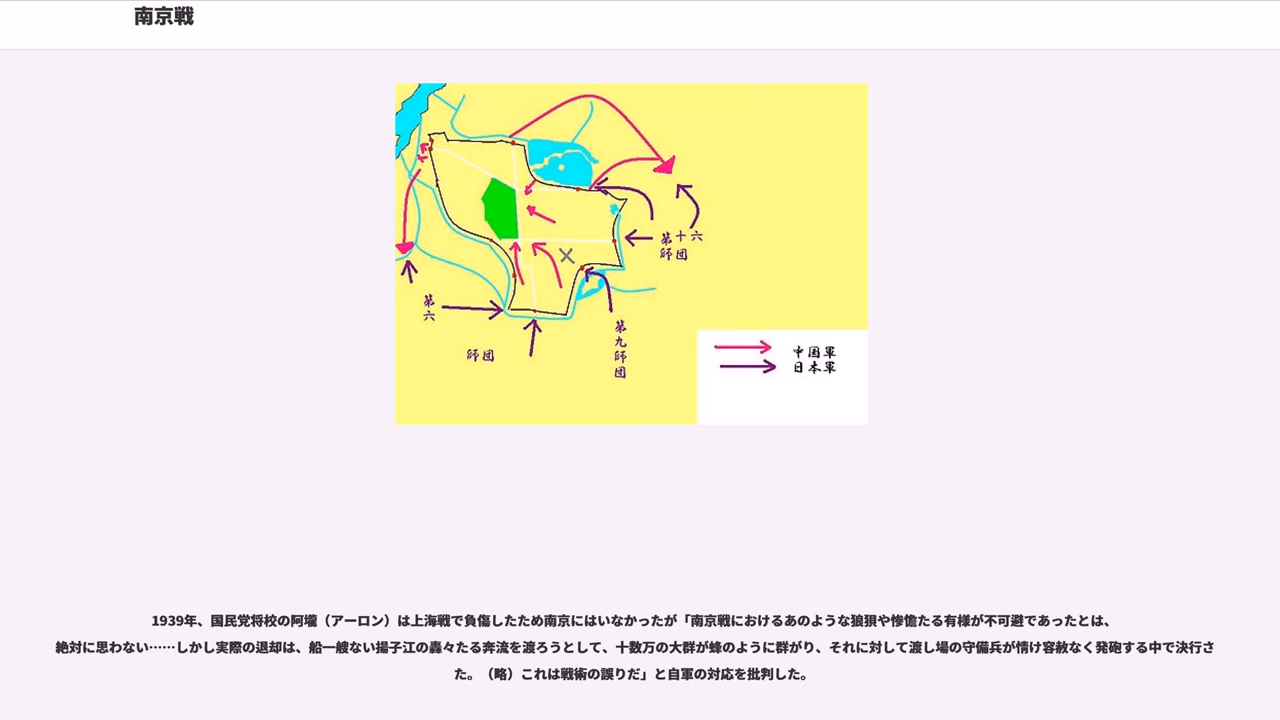 南京戦
第十六
師団
第
六
師団
第
九
師
団
中国軍
日本軍
1939年、国民党将校の阿壠（アーロン）は上海戦で負傷したため南京にはいなかったが「南京戦におけるあのような狼狽や惨憺たる有様が不可避であったとは、
絶対に思わない……しかし実際の退却は、船一艘ない揚子江の轟々たる奔流を渡ろうとして、十数万の大群が蜂のように群がり、それに対して渡し場の守備兵が情け容赦なく発砲する中で決行さ
た。（略）これは戦術の誤りだ」と自軍の対応を批判した。